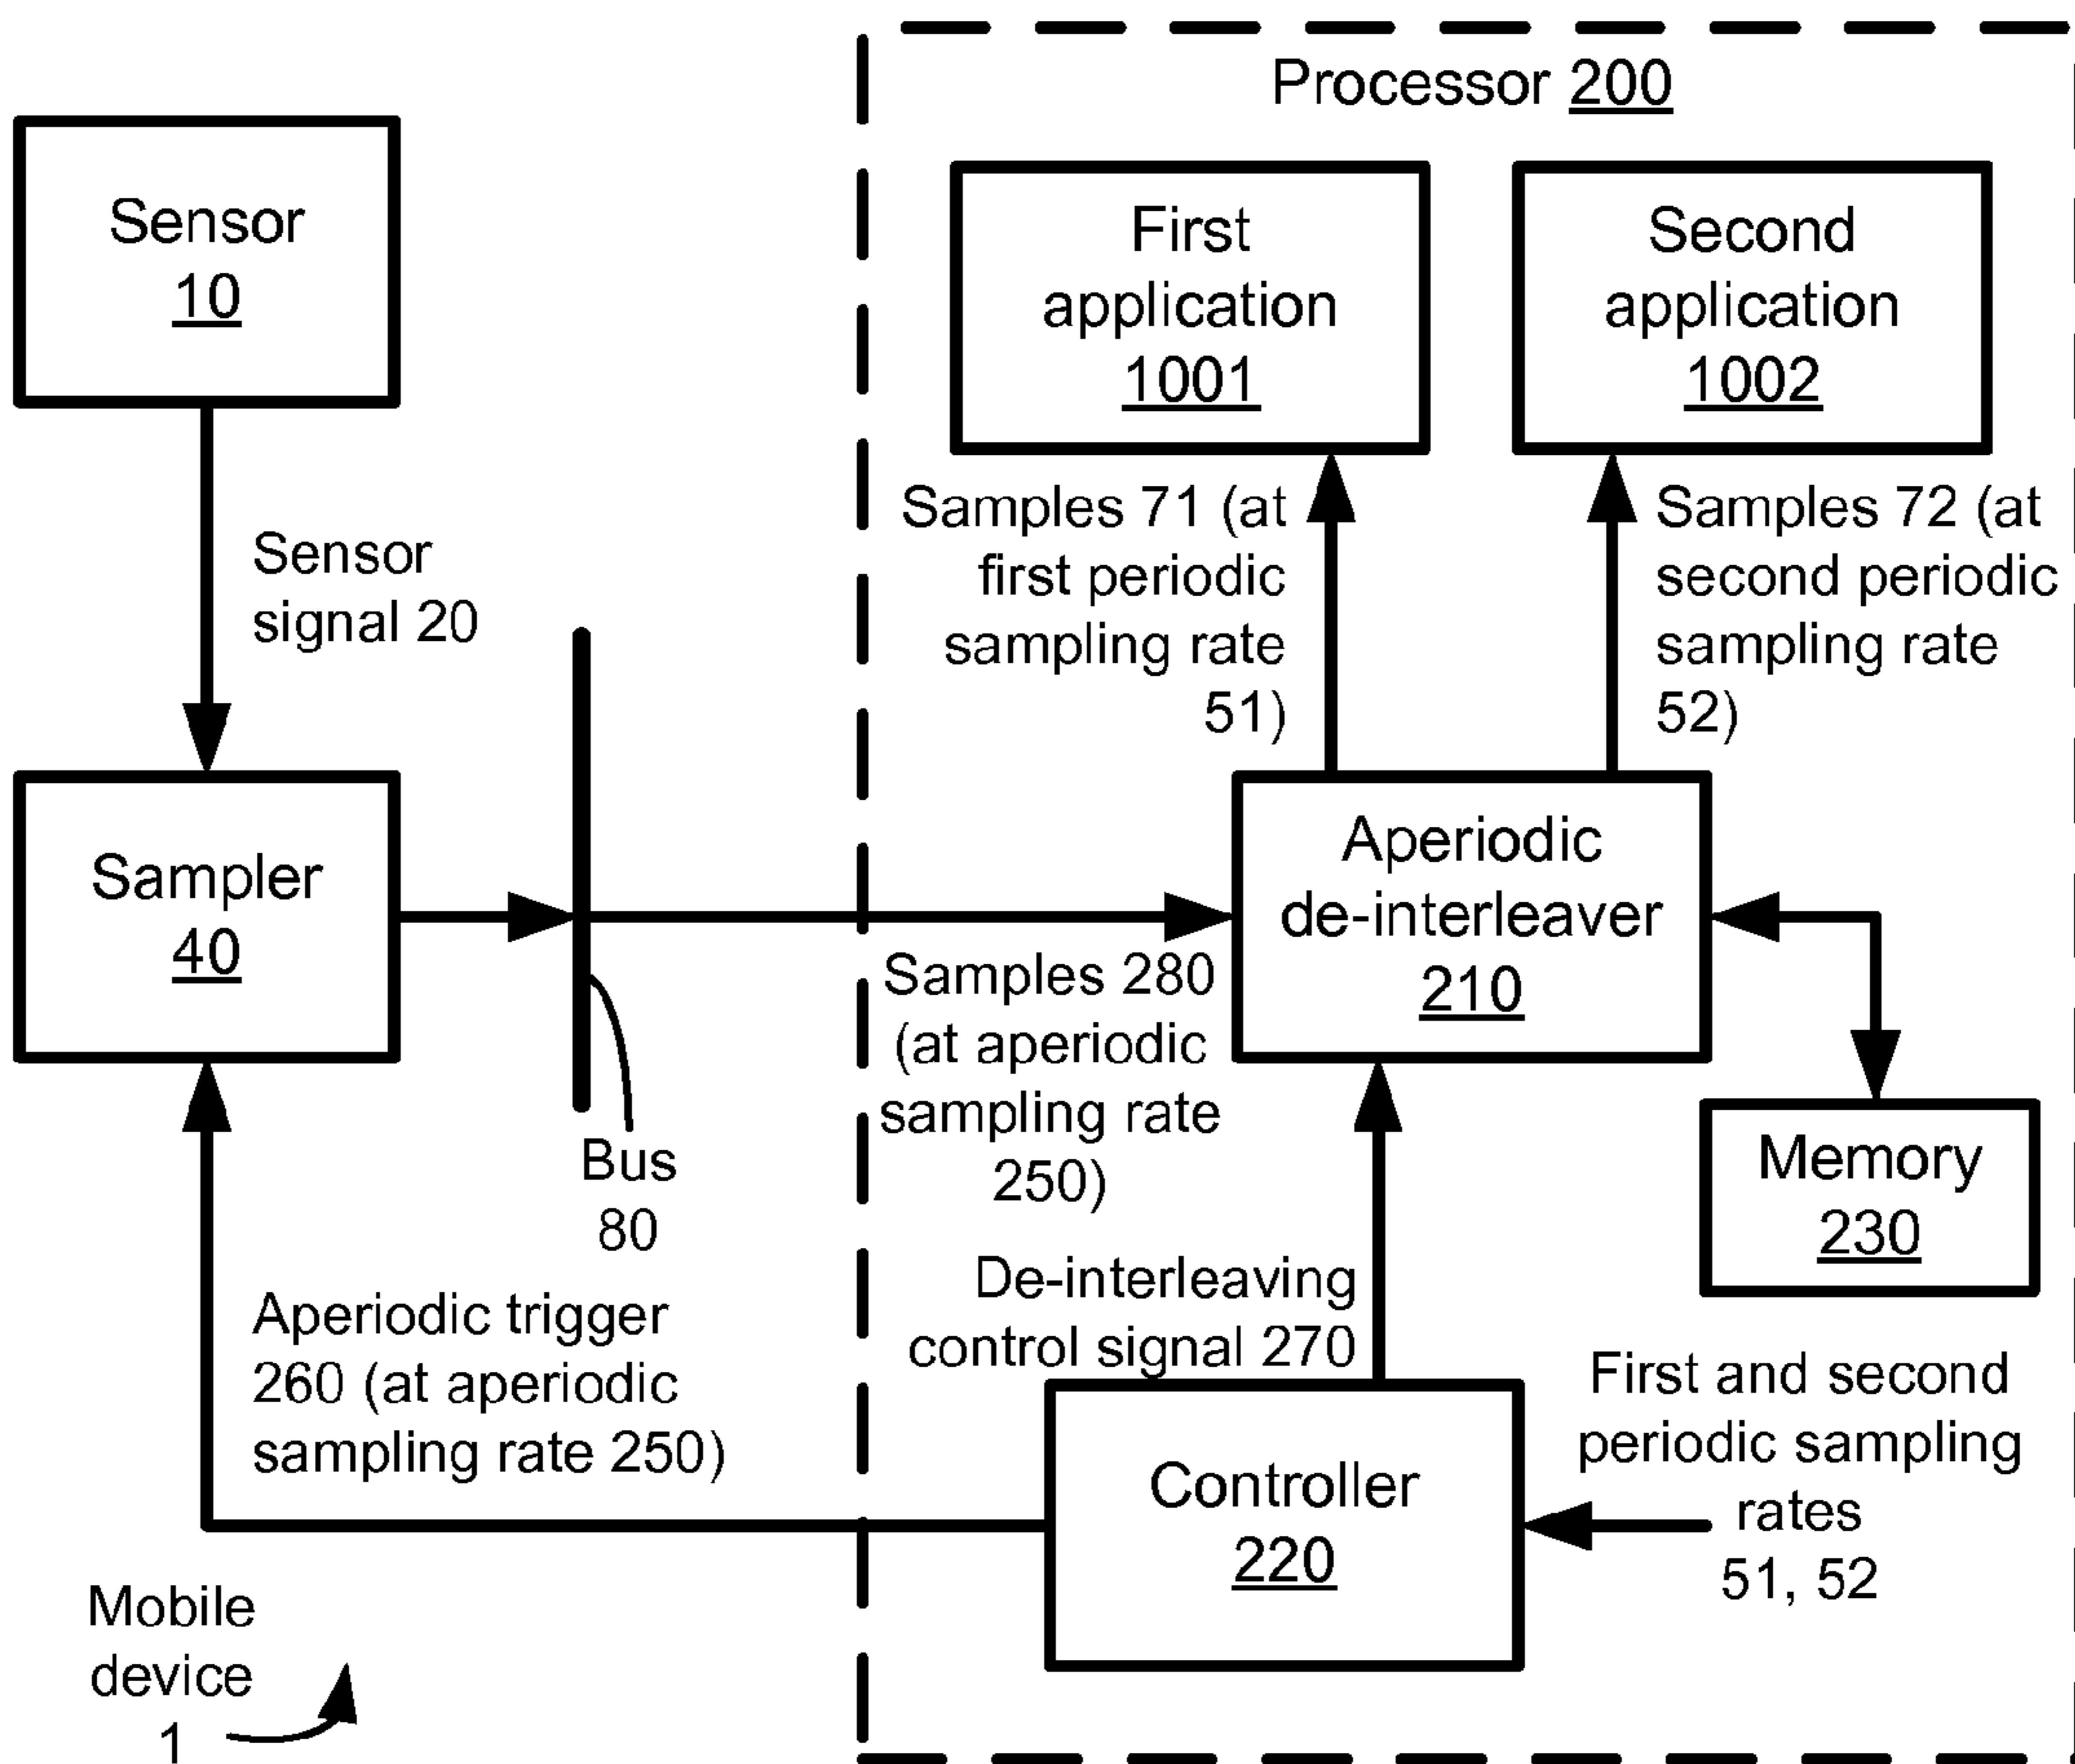 Processor 200
Sensor
10
First
application
1001
Second
application
1002
Sensor
signal 20
Samples 71 (at
first periodic
sampling rate
51)
Samples 72 (at
second periodic
sampling rate
52)
Sampler
40
Aperiodic
de-interleaver
210
Samples 280
(at aperiodic
sampling rate
250)
Bus
80
Memory
230
De-interleaving
control signal 270
Aperiodic trigger
260 (at aperiodic
sampling rate 250)
First and second
periodic sampling
rates
51, 52
Controller
220
Mobile
device
1